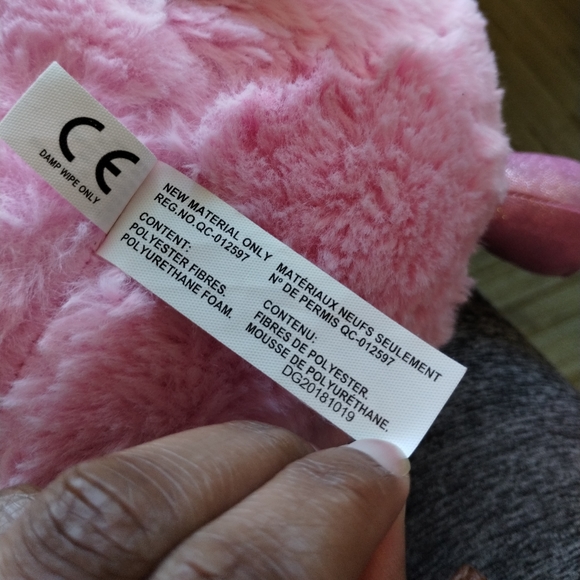 CE
DAMP WIPE ONLY
NEW MATERIAL ONLY
REG.NO.QC-012597
CONTENT:
POLYESTER FIBRES.
POLYURETHANE FOAM.
MATÉRIAUX NEUFS SEULEMENT
Nº DE PERMIS QC-012597
CONTENU:
FIBRES DE POLYESTER.
MOUSSE DE POLYURÉTHANE.
DG20181019